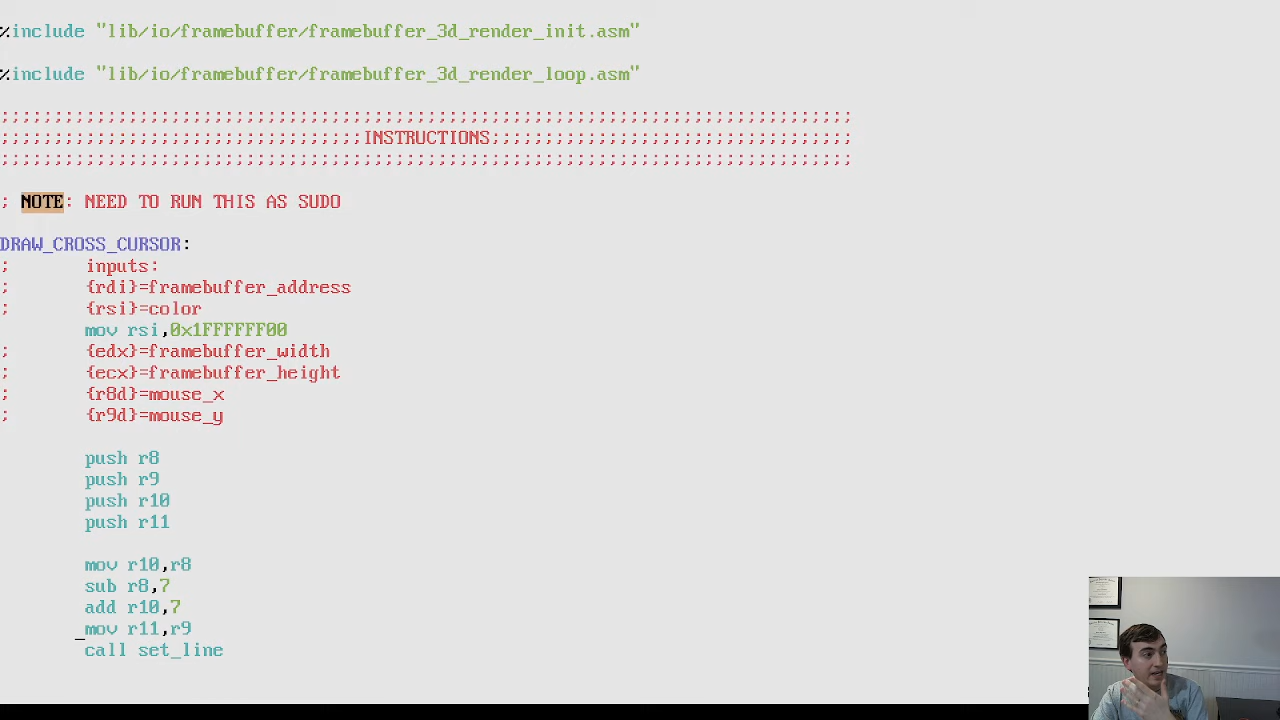 %include "lib/io/framebuffer/framebuffer_3d_render_init.asm"
%include "lib/io/framebuffer/framebuffer_3d_render_loop.asm"
;;;;;;;;;;;;;;;;;;;;;;;;;;;;;;;;;;;;;;;;;;;;;;;;;;;;;;;;;;;;;;;;;;;;;;;;;;;;;;;;
;;;;;;;;;;;;;;;;;;;;;;;;;;;;;;;;;;INSTRUCTIONS;;;;;;;;;;;;;;;;;;;;;;;;;;;;;;;;;;
;;;;;;;;;;;;;;;;;;;;;;;;;;;;;;;;;;;;;;;;;;;;;;;;;;;;;;;;;;;;;;;;;;;;;;;;;;;;;;;;
; NOTE: NEED TO RUN THIS AS SUDO
DRAW_CROSS_CURSOR:
;       inputs:
;       {rdi}=framebuffer_address
;       {rsi}=color
        mov rsi,0x1FFFFFF00
;       {edx}=framebuffer_width
;       {ecx}=framebuffer_height
;       {r8d}=mouse_x
;       {r9d}=mouse_y
        push r8
        push r9
        push r10
        push r11
        mov r10,r8
        sub r8,7
        add r10,7
        mov r11,r9
        call set_line